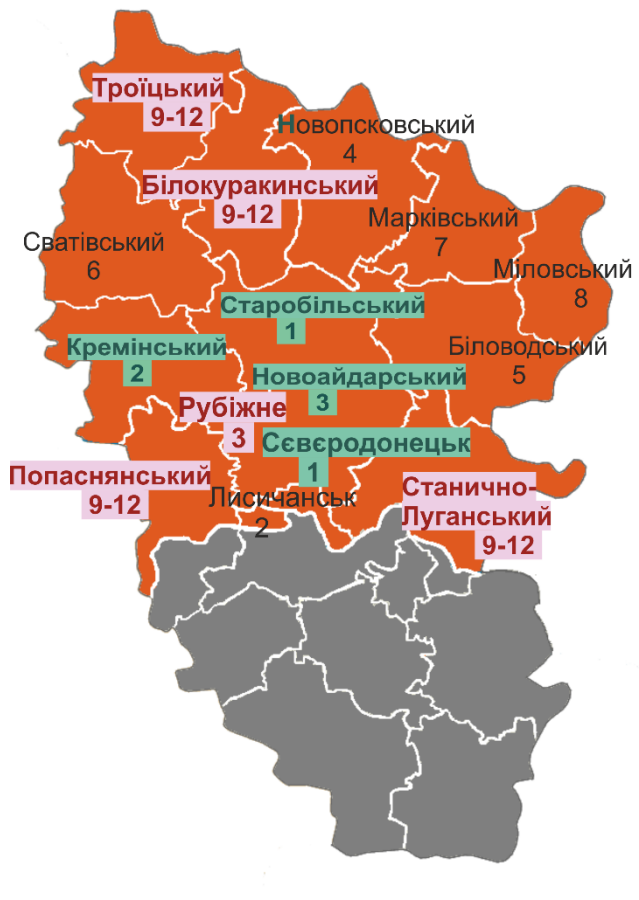 Троїцький
9-12
Новопсковський
4
Білокуракинський
9-12
Марківський
7
Сватівський
6
Міловський
8
Старобільський
1
Кремінський
2
Біловодський
5
Новоайдарський
3
Рубіжне
3
Сєвєродонецьк
1
Попаснянський
9-12
Лисичанськ
2
Станично-
Луганський
9-12